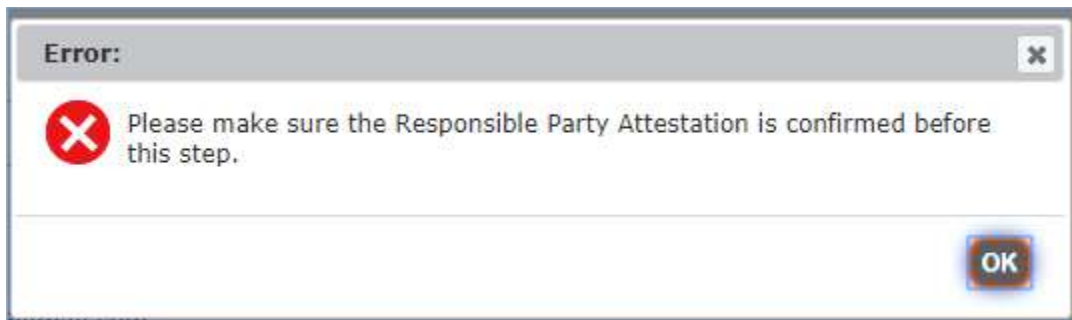 Error:
Please make sure the Responsible Party Attestation is confirmed before
this step.
OK